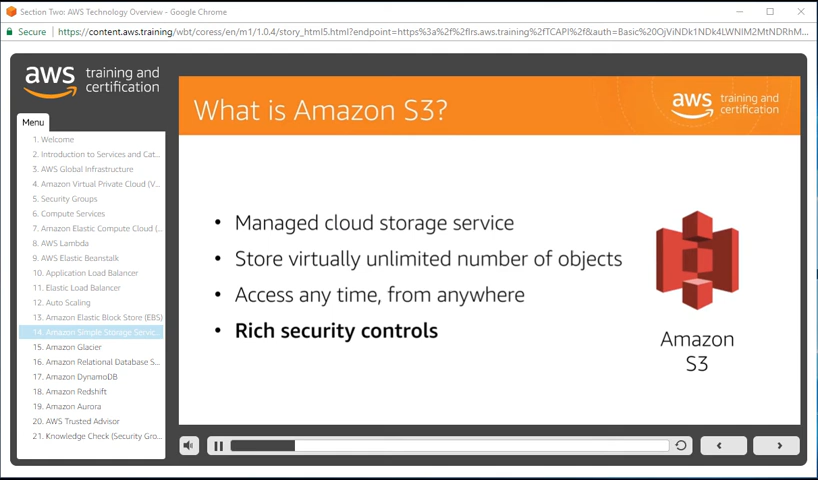 Section Two: AWS Technology Overview - Google Chrome
Secure https://content.aws.training/wbt/coress/en/m1/1.0.4/story_html5.html?endpoint=https%3a%2f%2flrs.aws.training%2fTCAPI%2f&auth=Basic%20OjViNDk1NDk4LWNlM2MtNDRhM...
aws training and certification
Menu
1. Welcome
2. Introduction to Services and Cat...
3. AWS Global Infrastructure
4. Amazon Virtual Private Cloud (V...
5. Security Groups
6. Compute Services
7. Amazon Elastic Compute Cloud (...
8. AWS Lambda
9. AWS Elastic Beanstalk
10. Application Load Balancer
11. Elastic Load Balancer
12. Auto Scaling
13. Amazon Elastic Block Store (EBS)
14. Amazon Simple Storage Servic...
15. Amazon Glacier
16. Amazon Relational Database S...
17. Amazon DynamoDB
18. Amazon Redshift
19. Amazon Aurora
20. AWS Trusted Advisor
21. Knowledge Check (Security Gro...
What is Amazon S3?
aws training and certification
• Managed cloud storage service
• Store virtually unlimited number of objects
• Access any time, from anywhere
• Rich security controls
Amazon
S3